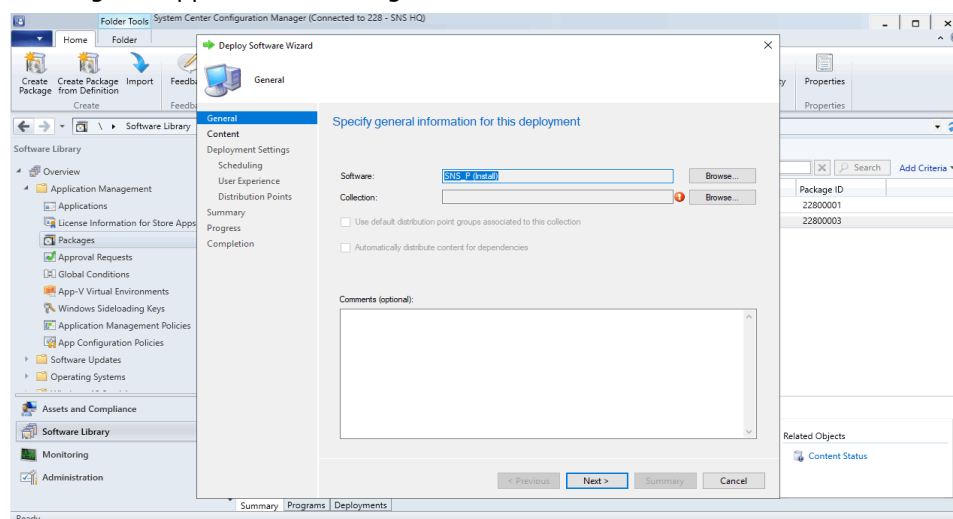 Folder Tools System Center Configuration Manager (Connected to 228 - SNS HQ)
Home Folder
Create Package
Create Package from Definition
Import
Create
Properties
Properties
\ Software Library
Software Library
Overview
Application Management
Applications
License Information for Store Apps
Packages
Approval Requests
Global Conditions
App-V Virtual Environments
Windows Sideloading Keys
Application Management Policies
App Configuration Policies
Software Updates
Operating Systems
Assets and Compliance
Software Library
Monitoring
Administration
Deploy Software Wizard
General
General
Content
Deployment Settings
Scheduling
User Experience
Distribution Points
Summary
Progress
Completion
Specify general information for this deployment
Software: SNS_P (Install) Browse...
Collection: Browse...
Use default distribution point groups associated to this collection
Automatically distribute content for dependencies
Comments (optional):
< Previous Next > Summary Cancel
Search Add Criteria
Package ID
22800001
22800003
Related Objects
Content Status
Summary Programs Deployments